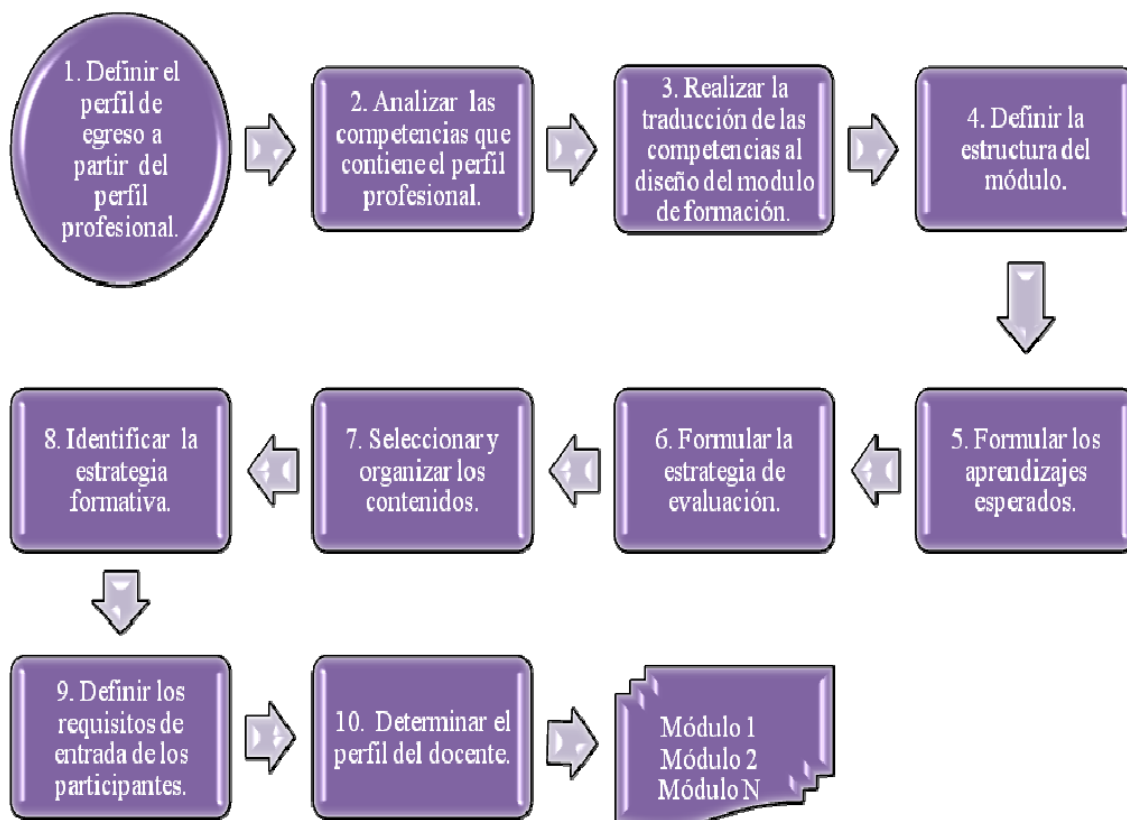 1. Definir el
perfil de
egreso a
partir del
perfil
profesional.
2. Analizar las
competencias que
contiene el perfil
profesional.
3. Realizar la
traducción de las
competencias al
diseño del modulo
de formación.
4. Definir la
estructura del
módulo.
5. Formular los
aprendizajes
esperados.
6. Formular la
estrategia de
evaluación.
7. Seleccionar y
organizar los
contenidos.
8. Identificar la
estrategia
formativa.
9. Definir los
requisitos de
entrada de los
participantes.
10. Determinar el
perfil del docente.
Módulo 1
Módulo 2
Módulo N